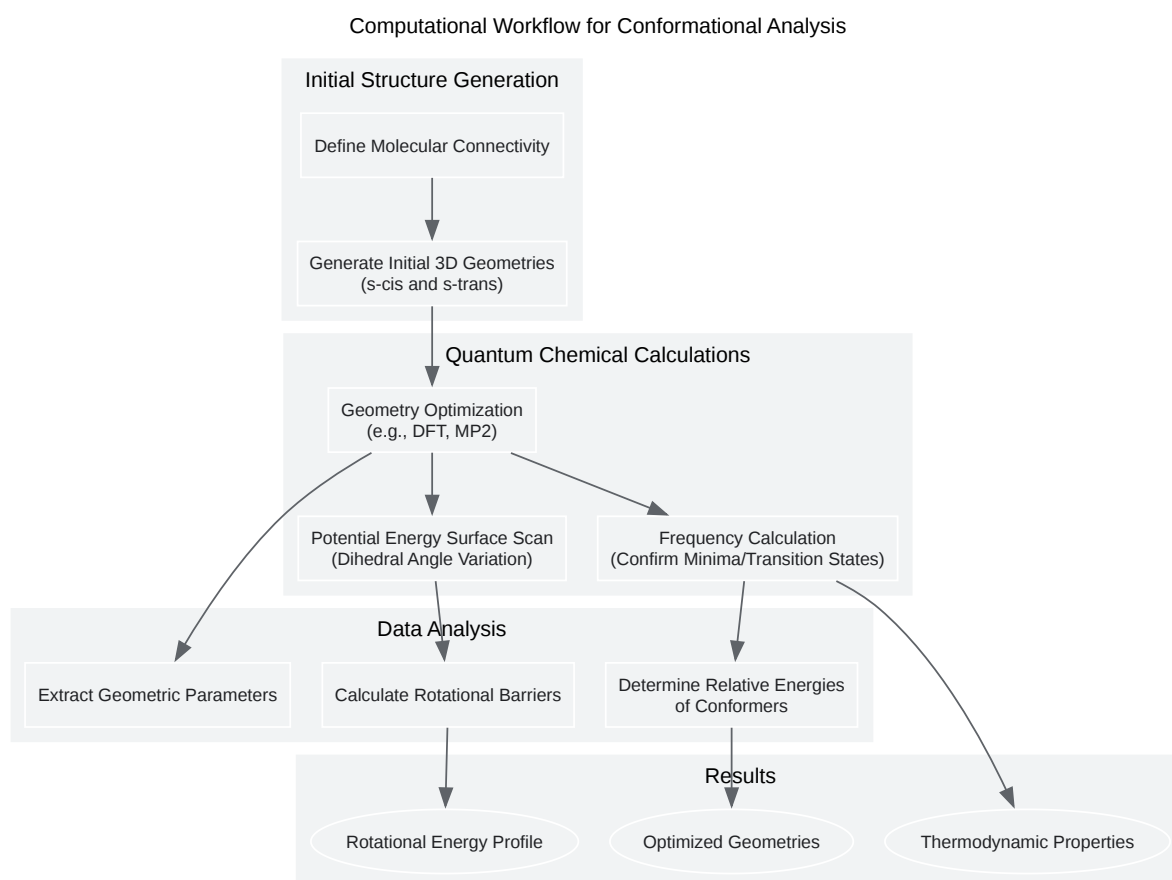 Computational Workflow for Conformational Analysis
Initial Structure Generation
Define Molecular Connectivity
Generate Initial 3D Geometries
(s-cis and s-trans)
Quantum Chemical Calculations
Geometry Optimization
(e.g., DFT, MP2)
Potential Energy Surface Scan
(Dihedral Angle Variation)
Frequency Calculation
(Confirm Minima/Transition States)
Data Analysis
Extract Geometric Parameters
Calculate Rotational Barriers
Determine Relative Energies
of Conformers
Results
Rotational Energy Profile
Optimized Geometries
Thermodynamic Properties